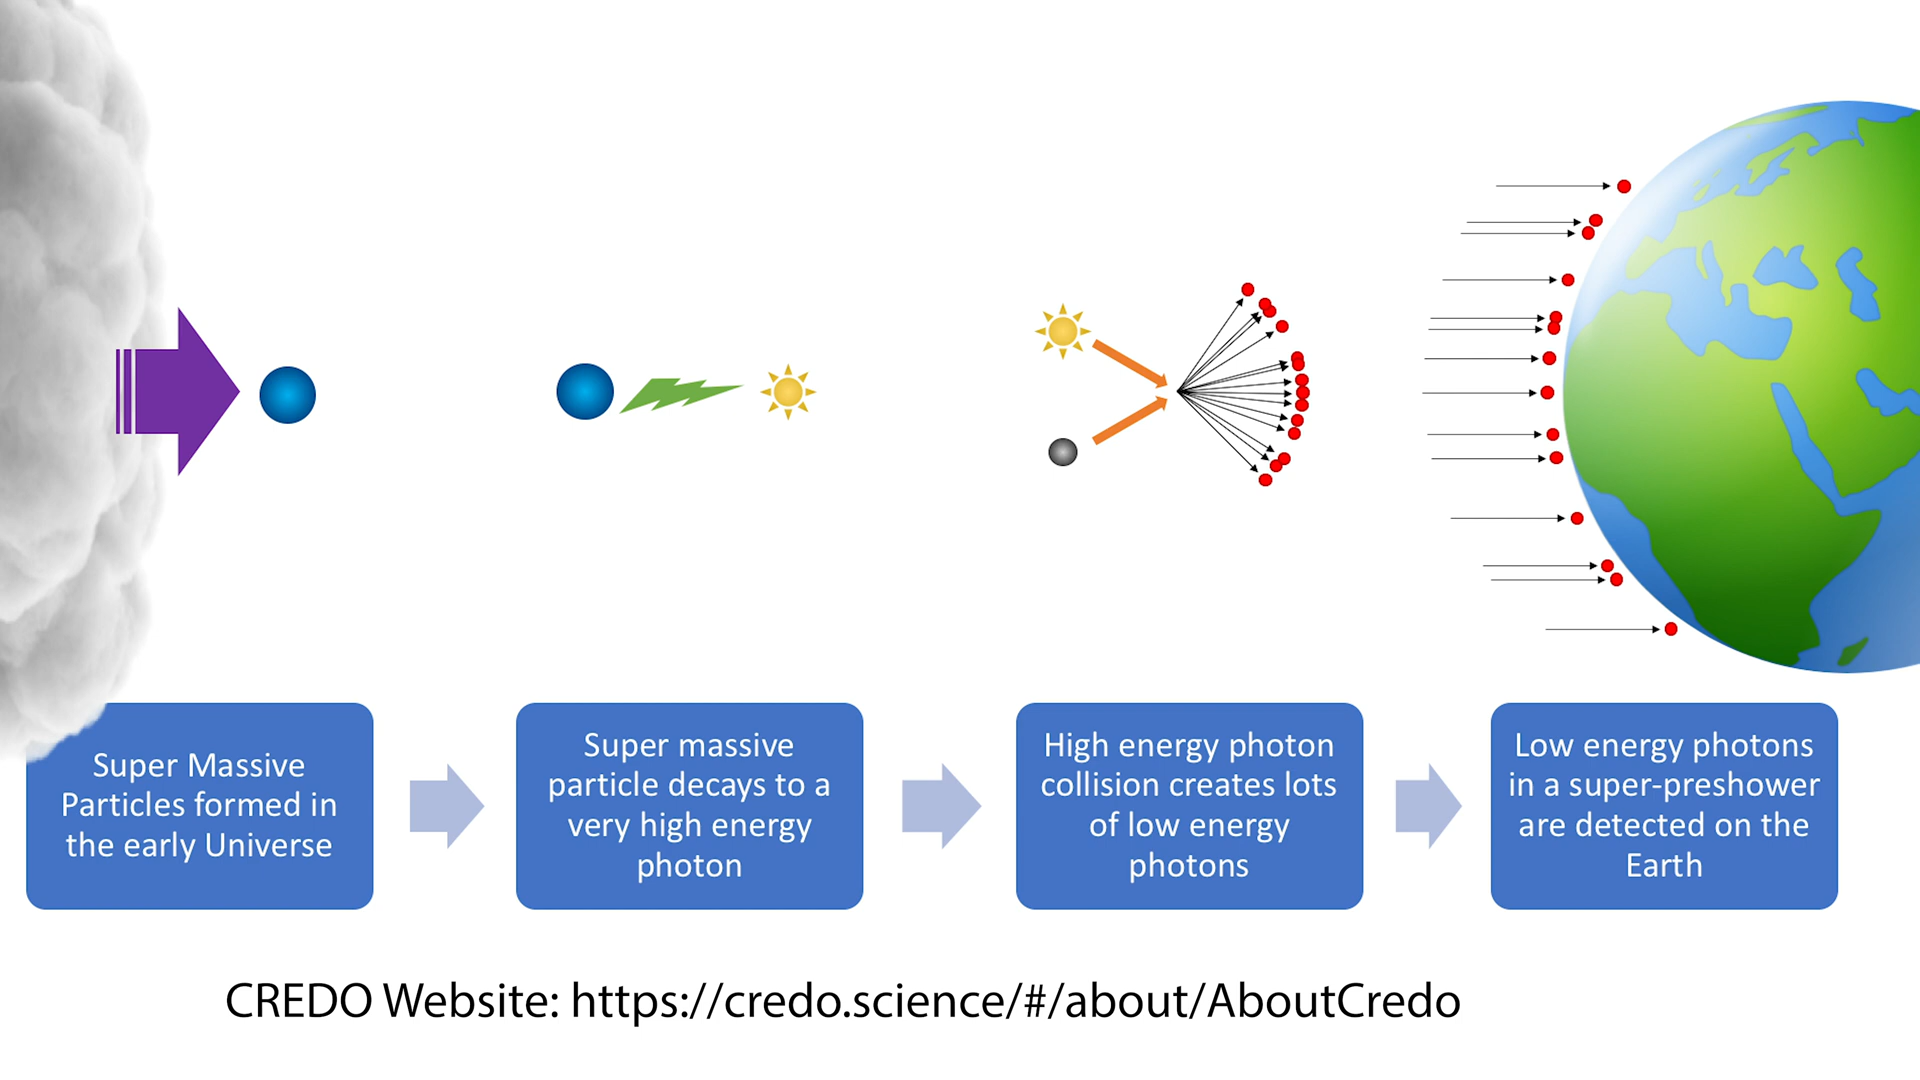 Super Massive
Particles formed in
the early Universe
Super massive
particle decays to a
very high energy
photon
High energy photon
collision creates lots
of low energy
photons
Low energy photons
in a super-preshower
are detected on the
Earth
CREDO Website: https://credo.science/#/about/AboutCredo